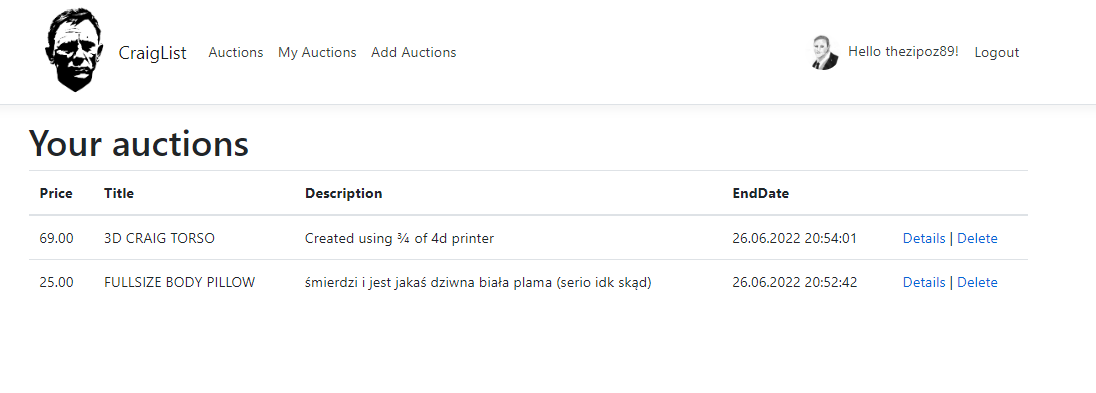 CraigList Auctions My Auctions Add Auctions Hello thezipoz89! Logout
Your auctions
Price Title Description EndDate
69.00 3D CRAIG TORSO Created using ¾ of 4d printer 26.06.2022 20:54:01 Details | Delete
25.00 FULLSIZE BODY PILLOW śmierdzi i jest jakaś dziwna biała plama (serio idk skąd) 26.06.2022 20:52:42 Details | Delete